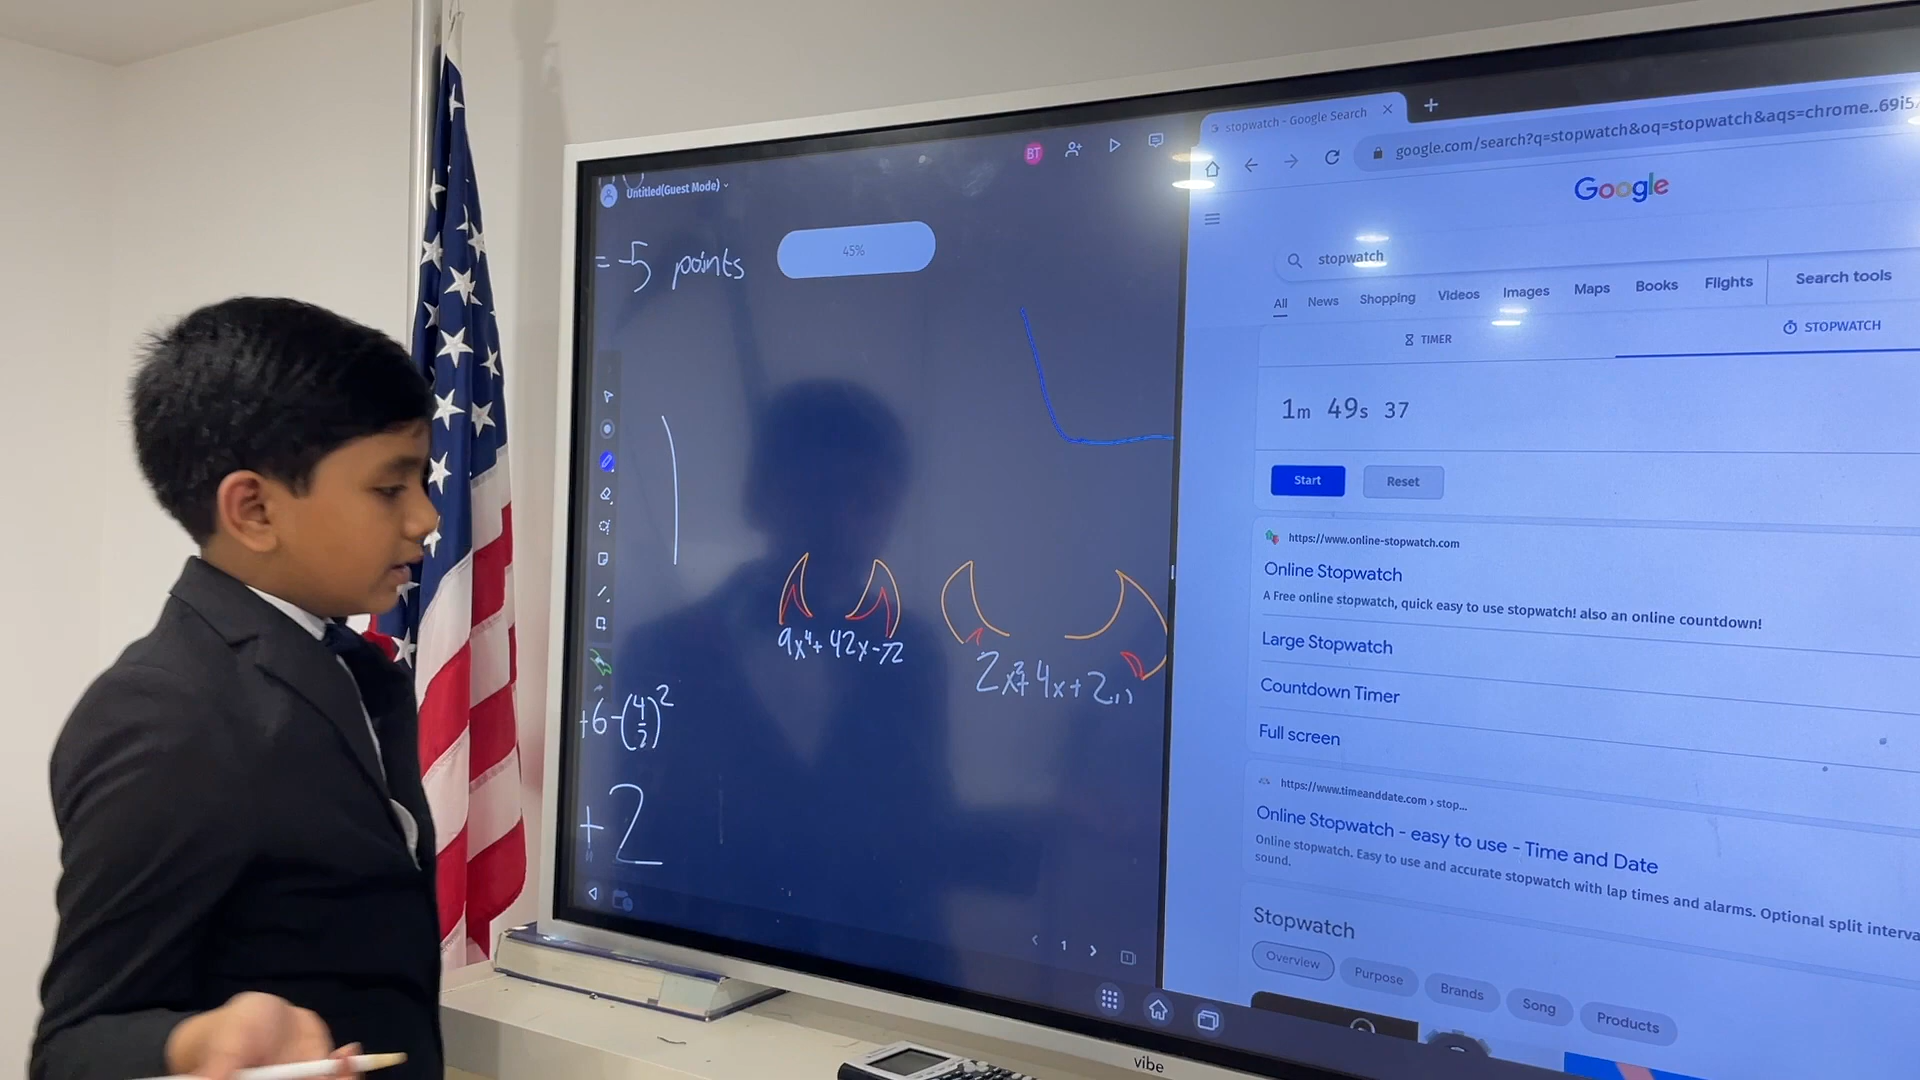 Untitled(Guest Mode)
BT
= -5 points
45%
9x⁴+ 42x-72
2x²+4x+2
+6-(4/2)²
+2
1
stopwatch - Google Search
google.com/search?q=stopwatch&oq=stopwatch&aqs=chrome..69i5
Google
stopwatch
All News Shopping Videos Images Maps Books Flights Search tools
TIMER STOPWATCH
1m 49s 37
Start Reset
https://www.online-stopwatch.com
Online Stopwatch
A Free online stopwatch, quick easy to use stopwatch! also an online countdown!
Large Stopwatch
Countdown Timer
Full screen
https://www.timeanddate.com › stop...
Online Stopwatch - easy to use - Time and Date
Online stopwatch. Easy to use and accurate stopwatch with lap times and alarms. Optional split interva
sound.
Stopwatch
Overview Purpose Brands Song Products
vibe